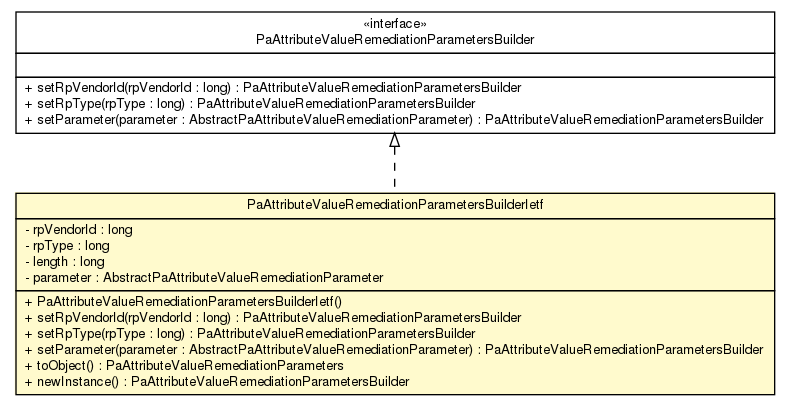 «interface»
PaAttributeValueRemediationParametersBuilder
+ setRpVendorId(rpVendorId : long) : PaAttributeValueRemediationParametersBuilder
+ setRpType(rpType : long) : PaAttributeValueRemediationParametersBuilder
+ setParameter(parameter : AbstractPaAttributeValueRemediationParameter) : PaAttributeValueRemediationParametersBuilder
PaAttributeValueRemediationParametersBuilderIetf
- rpVendorId : long
- rpType : long
- length : long
- parameter : AbstractPaAttributeValueRemediationParameter
+ PaAttributeValueRemediationParametersBuilderIetf()
+ setRpVendorId(rpVendorId : long) : PaAttributeValueRemediationParametersBuilder
+ setRpType(rpType : long) : PaAttributeValueRemediationParametersBuilder
+ setParameter(parameter : AbstractPaAttributeValueRemediationParameter) : PaAttributeValueRemediationParametersBuilder
+ toObject() : PaAttributeValueRemediationParameters
+ newInstance() : PaAttributeValueRemediationParametersBuilder